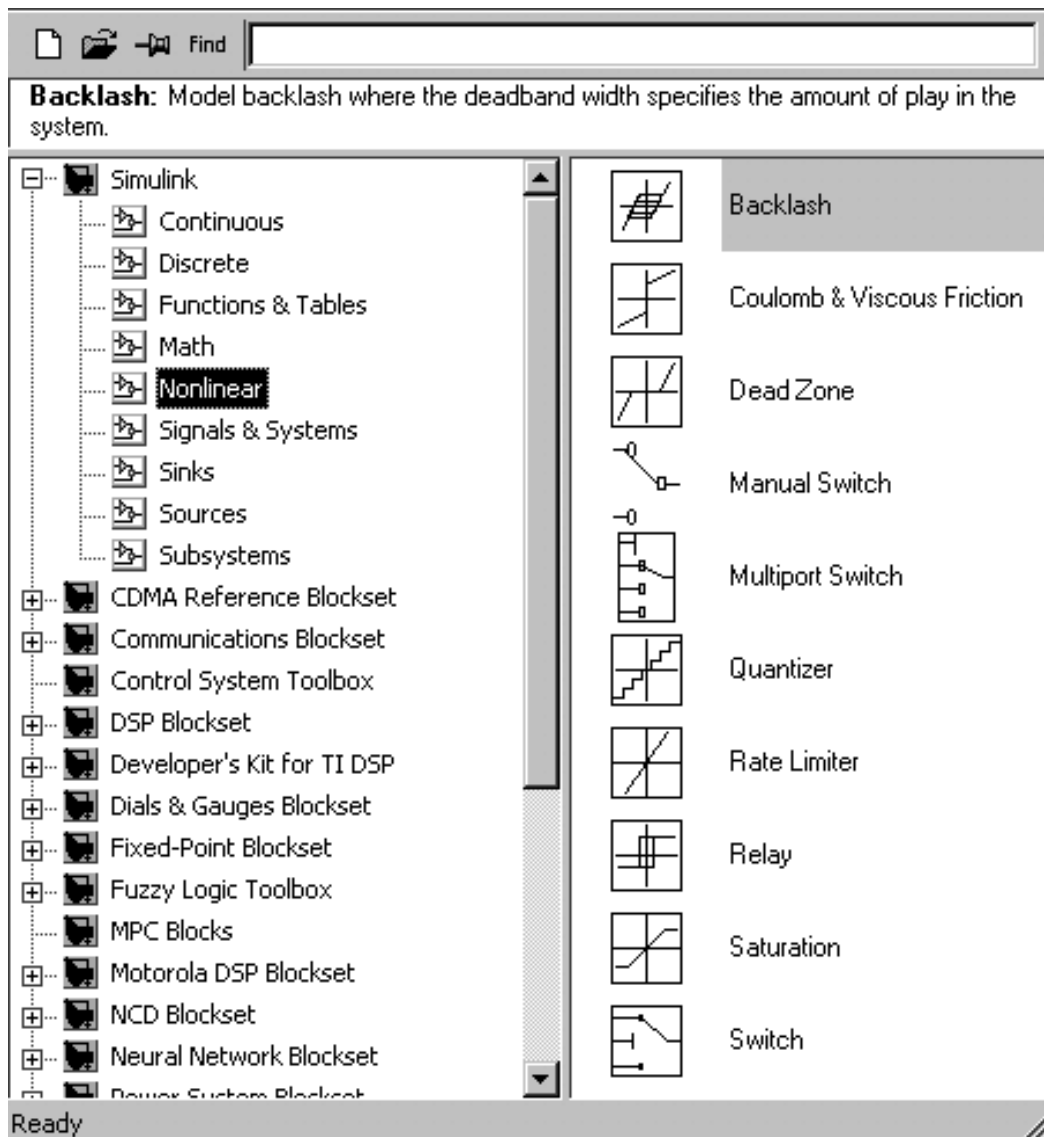 Find
Backlash: Model backlash where the deadband width specifies the amount of play in the
system.
Simulink
Continuous
Discrete
Functions & Tables
Math
Nonlinear
Signals & Systems
Sinks
Sources
Subsystems
CDMA Reference Blockset
Communications Blockset
Control System Toolbox
DSP Blockset
Developer's Kit for TI DSP
Dials & Gauges Blockset
Fixed-Point Blockset
Fuzzy Logic Toolbox
MPC Blocks
Motorola DSP Blockset
NCD Blockset
Neural Network Blockset
Power System Blockset
Backlash
Coulomb & Viscous Friction
Dead Zone
Manual Switch
Multiport Switch
Quantizer
Rate Limiter
Relay
Saturation
Switch
Ready